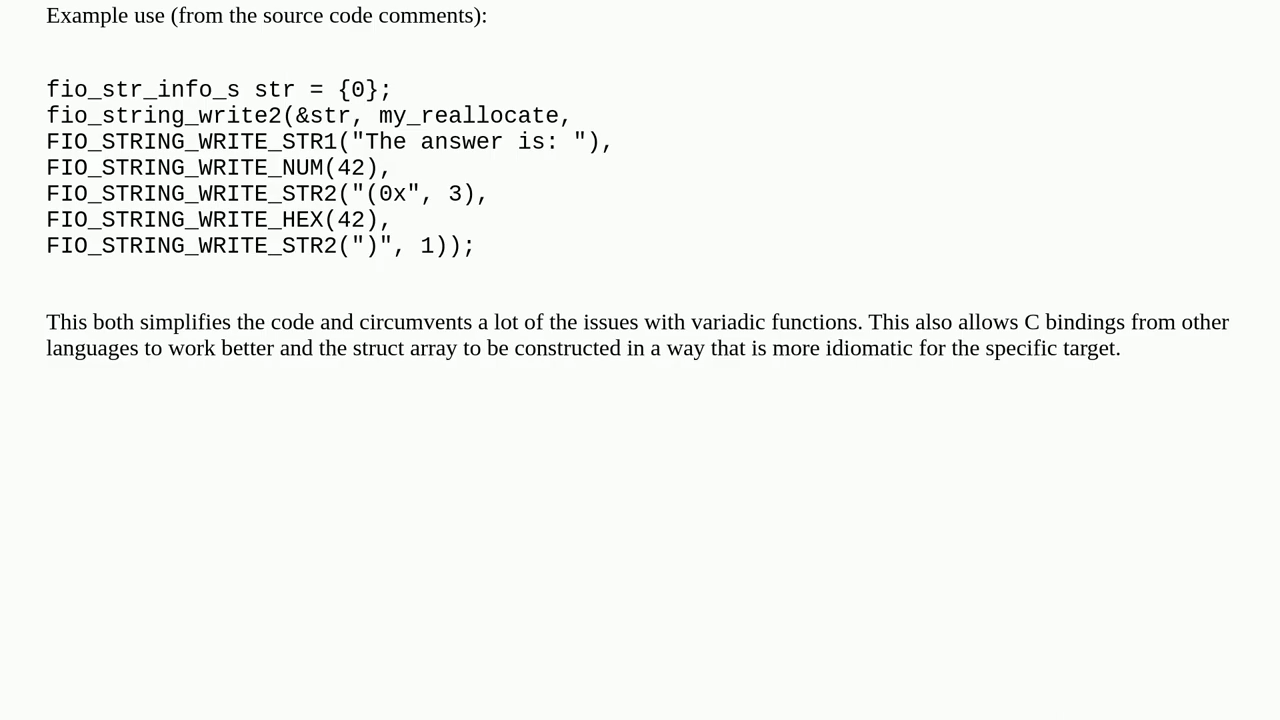 Example use (from the source code comments):
fio_str_info_s str = {0};
fio_string_write2(&str, my_reallocate,
FIO_STRING_WRITE_STR1("The answer is: "),
FIO_STRING_WRITE_NUM(42),
FIO_STRING_WRITE_STR2("(0x", 3),
FIO_STRING_WRITE_HEX(42),
FIO_STRING_WRITE_STR2(")", 1));
This both simplifies the code and circumvents a lot of the issues with variadic functions. This also allows C bindings from other
languages to work better and the struct array to be constructed in a way that is more idiomatic for the specific target.